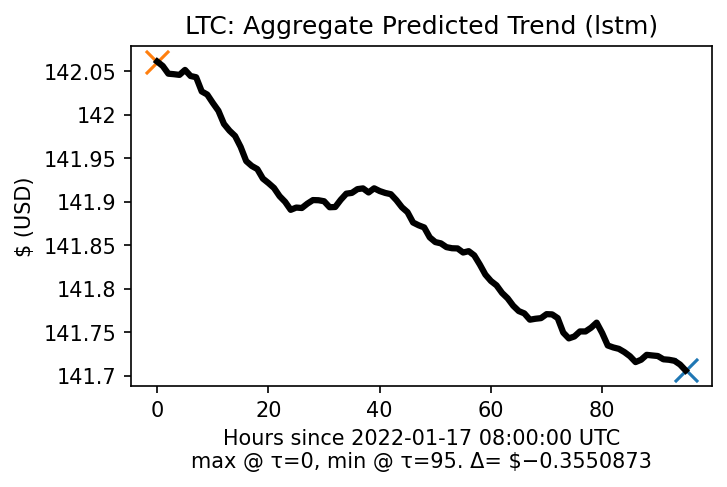 LTC: Aggregate Predicted Trend (lstm)
$ (USD)
142.05
142
141.95
141.9
141.85
141.8
141.75
141.7
0 20 40 60 80
Hours since 2022-01-17 08:00:00 UTC
max @ τ=0, min @ τ=95. Δ= $−0.3550873